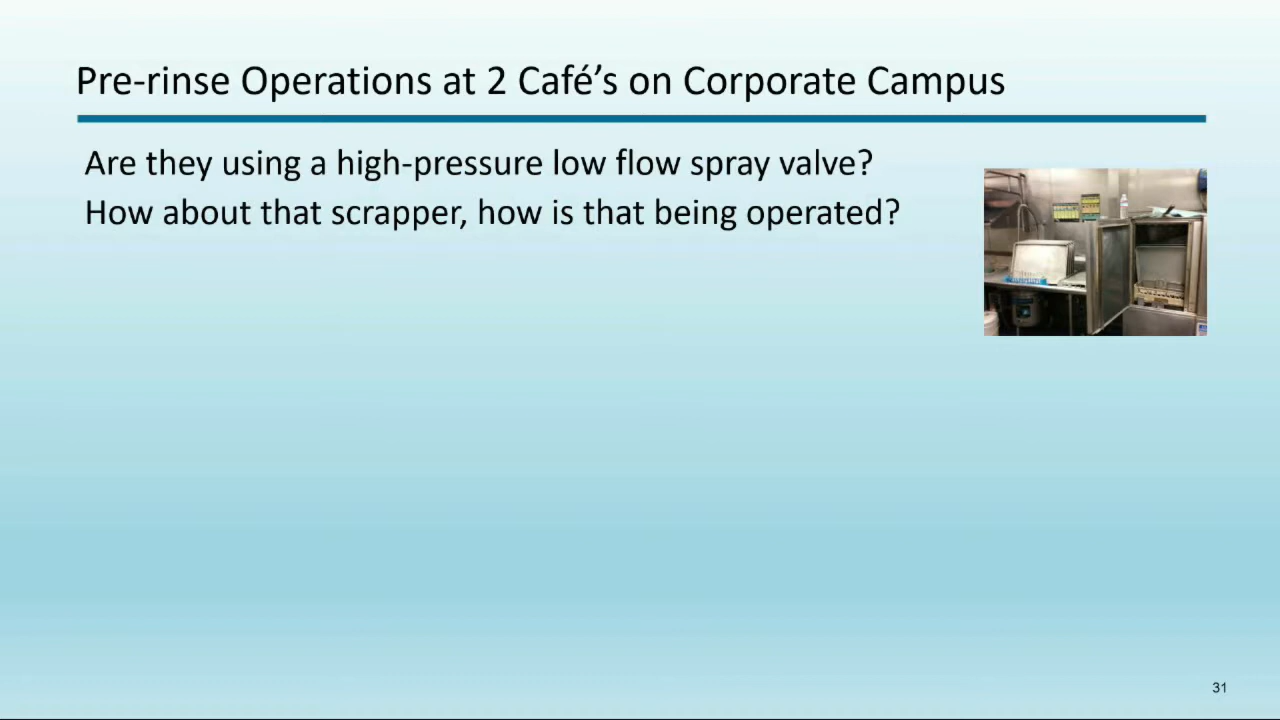 Pre-rinse Operations at 2 Café’s on Corporate Campus
Are they using a high-pressure low flow spray valve?
How about that scrapper, how is that being operated?
31